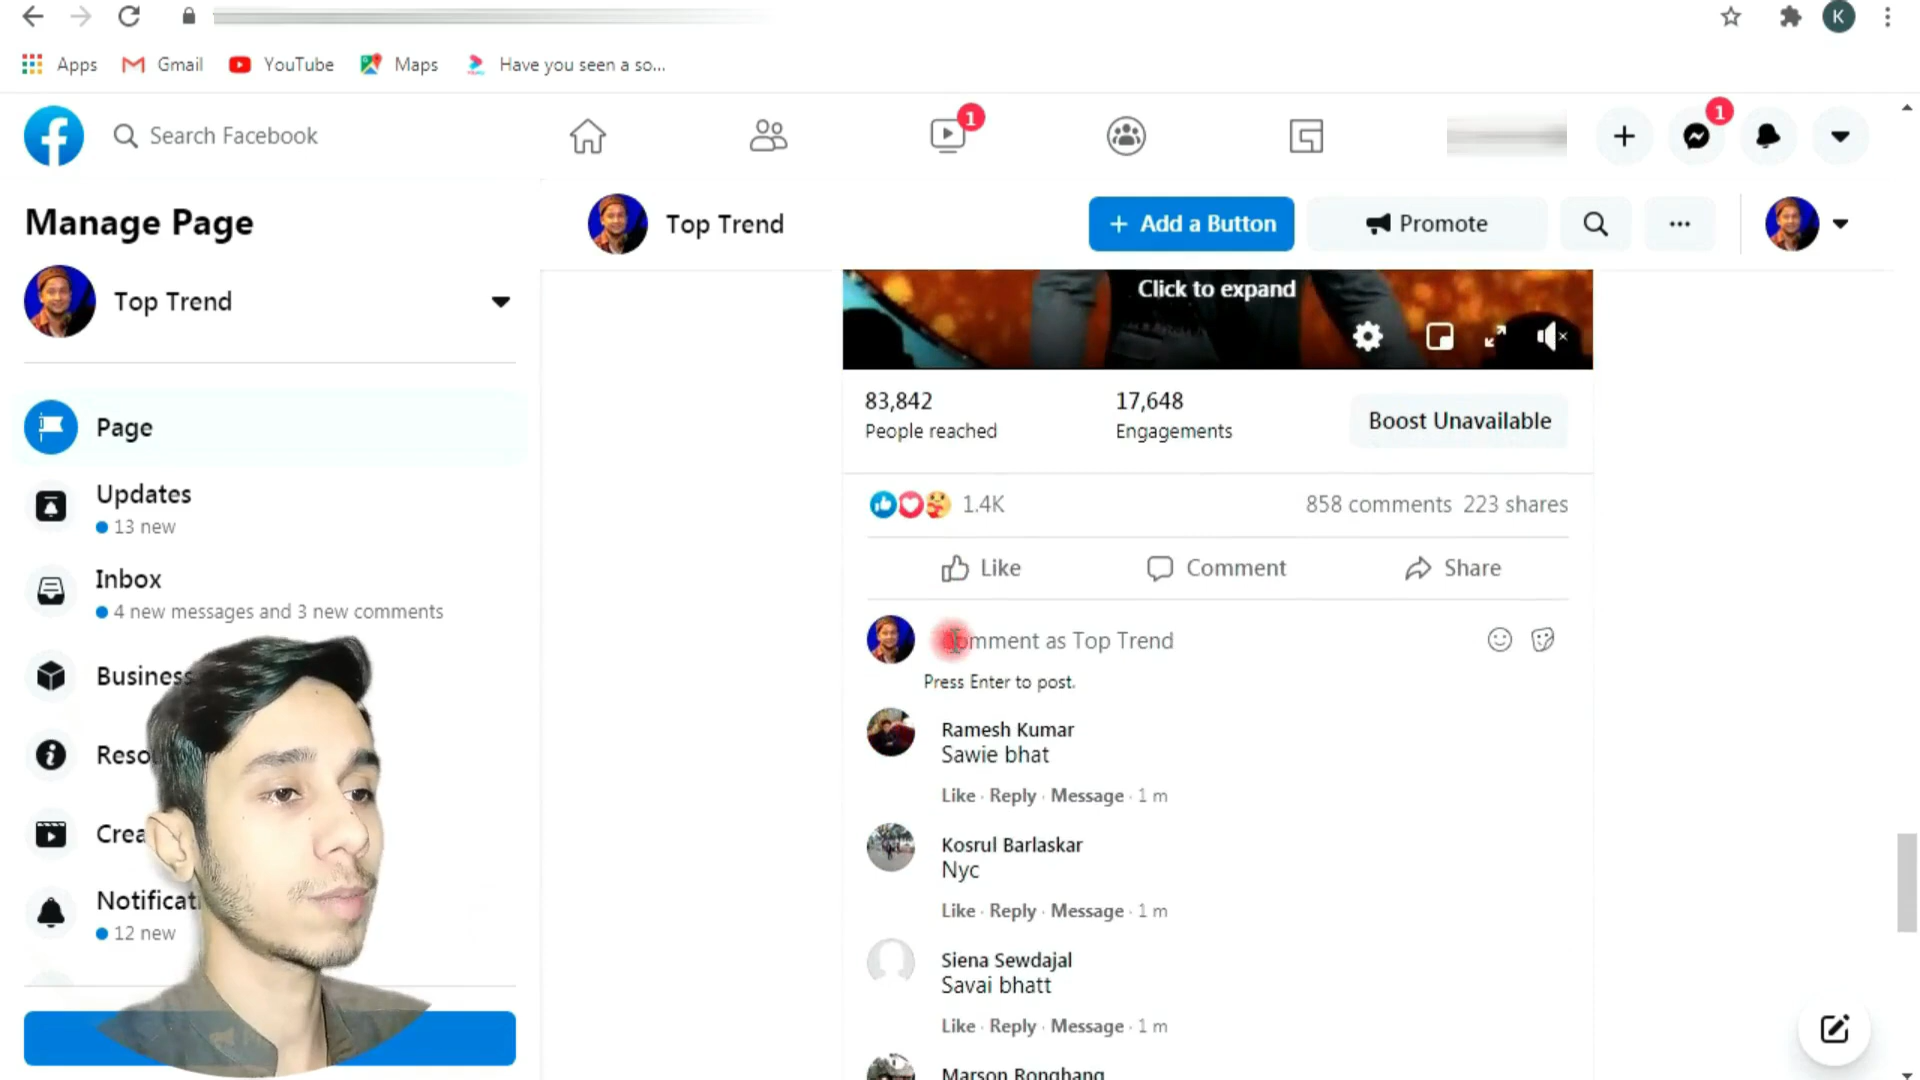 K
Apps
Gmail
YouTube
Maps
Have you seen a so...
Search Facebook
1
1
Manage Page
Top Trend
+ Add a Button
Promote
Top Trend
Click to expand
Page
83,842
17,648
Boost Unavailable
People reached
Engagements
Updates
13 new
1.4K
858 comments 223 shares
Inbox
4 new messages and 3 new comments
Like
Comment
Share
Comment as Top Trend
Press Enter to post.
Business
Ramesh Kumar
Sawie bhat
Like · Reply · Message · 1 m
Kosrul Barlaskar
Nyc
Like · Reply · Message · 1 m
12 new
Siena Sewdajal
Savai bhatt
Like · Reply · Message · 1 m
Marson Ronghang